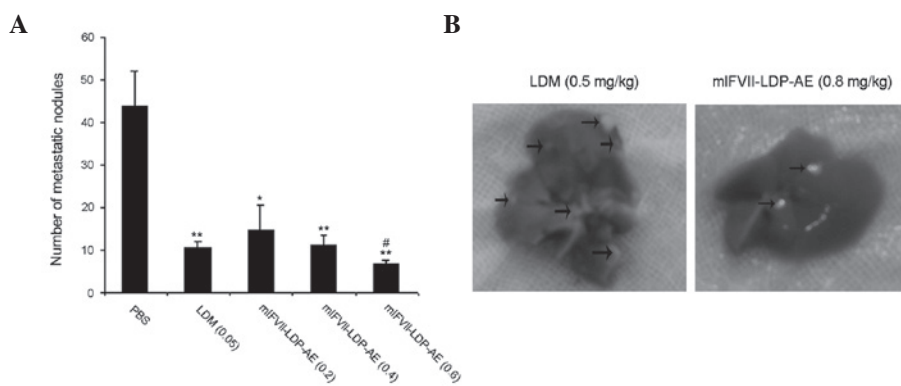 A
B
Number of metastatic nodules
60
50
40
30
20
10
0
**
*
**
#
**
PBS
LDM (0.05)
mIFVII-LDP-AE (0.2)
mIFVII-LDP-AE (0.4)
mIFVII-LDP-AE (0.6)
LDM (0.5 mg/kg)
mIFVII-LDP-AE (0.8 mg/kg)